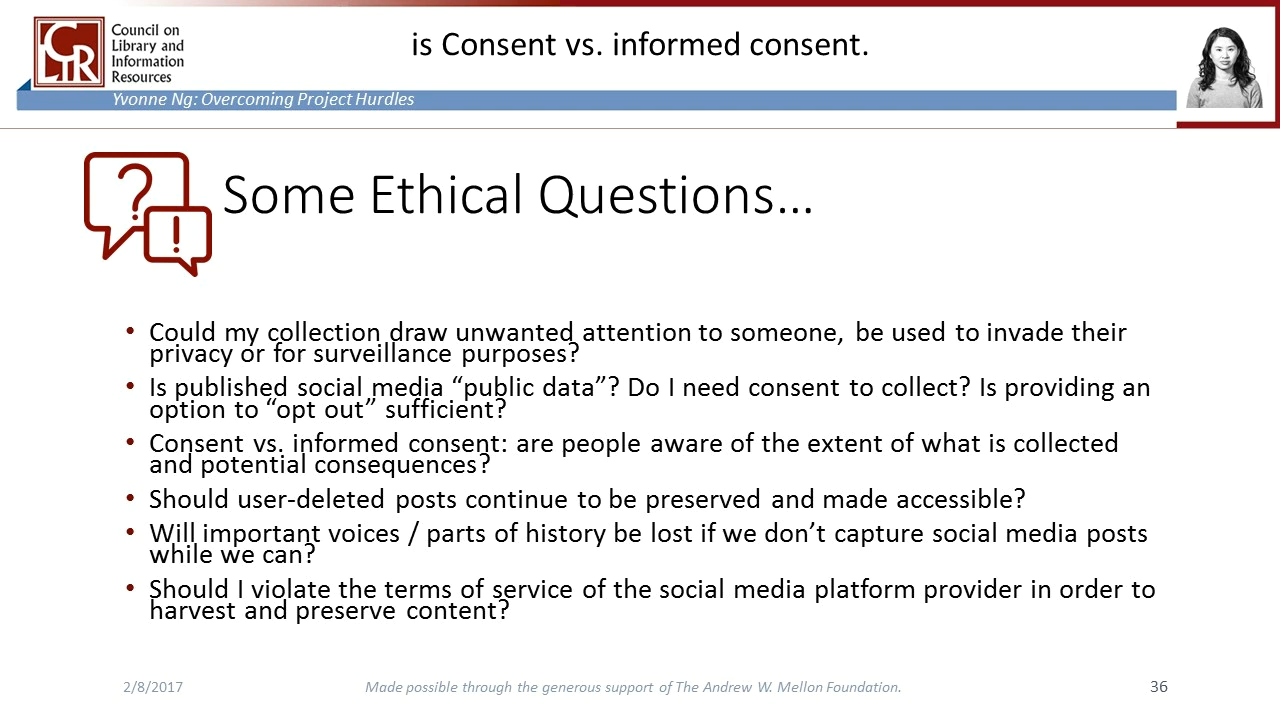 CLIR
Council on
Library and
Information
Resources
is Consent vs. informed consent.
Yvonne Ng: Overcoming Project Hurdles
? !
Some Ethical Questions…
• Could my collection draw unwanted attention to someone, be used to invade their
privacy or for surveillance purposes?
• Is published social media “public data”? Do I need consent to collect? Is providing an
option to “opt out” sufficient?
• Consent vs. informed consent: are people aware of the extent of what is collected
and potential consequences?
• Should user-deleted posts continue to be preserved and made accessible?
• Will important voices / parts of history be lost if we don’t capture social media posts
while we can?
• Should I violate the terms of service of the social media platform provider in order to
harvest and preserve content?
2/8/2017
Made possible through the generous support of The Andrew W. Mellon Foundation.
36